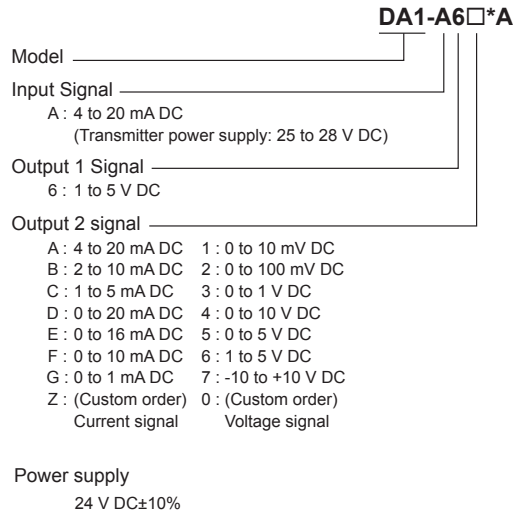 DA1-A6□*A
Model
Input Signal
A : 4 to 20 mA DC
(Transmitter power supply: 25 to 28 V DC)
Output 1 Signal
6 : 1 to 5 V DC
Output 2 signal
A : 4 to 20 mA DC 1 : 0 to 10 mV DC
B : 2 to 10 mA DC 2 : 0 to 100 mV DC
C : 1 to 5 mA DC 3 : 0 to 1 V DC
D : 0 to 20 mA DC 4 : 0 to 10 V DC
E : 0 to 16 mA DC 5 : 0 to 5 V DC
F : 0 to 10 mA DC 6 : 1 to 5 V DC
G : 0 to 1 mA DC 7 : -10 to +10 V DC
Z : (Custom order) 0 : (Custom order)
Current signal Voltage signal
Power supply
24 V DC±10%